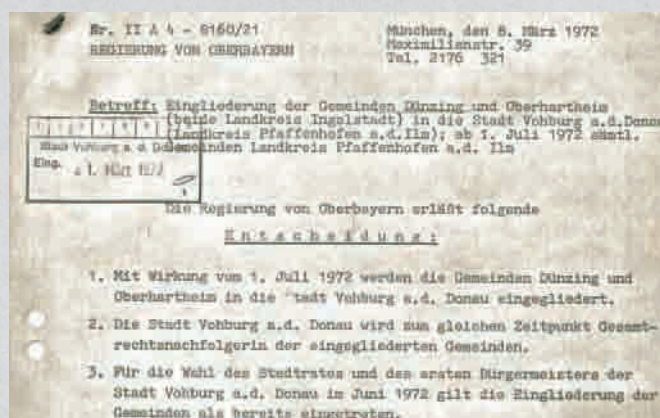 Nr. II A 4 - 8160/21
REGIERUNG VON OBERBAYERN
München, den 8. März 1972
Maximilianstr. 39
Tel. 2176 321
Betreff: Eingliederung der Gemeinden Dünzing und Oberhartheim
(beide Landkreis Ingolstadt) in die Stadt Vohburg a.d.Donau
(Landkreis Pfaffenhofen a.d.Ilm); ab 1. Juli 1972 sämtl.
Gemeinden Landkreis Pfaffenhofen a.d. Ilm
Stadt Vohburg a. d. Do
Eing. 1. März 1972
Die Regierung von Oberbayern erläßt folgende
E n t s c h e i d u n g :
1. Mit Wirkung vom 1. Juli 1972 werden die Gemeinden Dünzing und
Oberhartheim in die Stadt Vohburg a.d. Donau eingegliedert.
2. Die Stadt Vohburg a.d. Donau wird zum gleichen Zeitpunkt Gesamt-
rechtsnachfolgerin der eingegliederten Gemeinden.
3. Für die Wahl des Stadtrates und des ersten Bürgermeisters der
Stadt Vohburg a.d. Donau im Juni 1972 gilt die Eingliederung der
Gemeinden als bereits eingetreten.